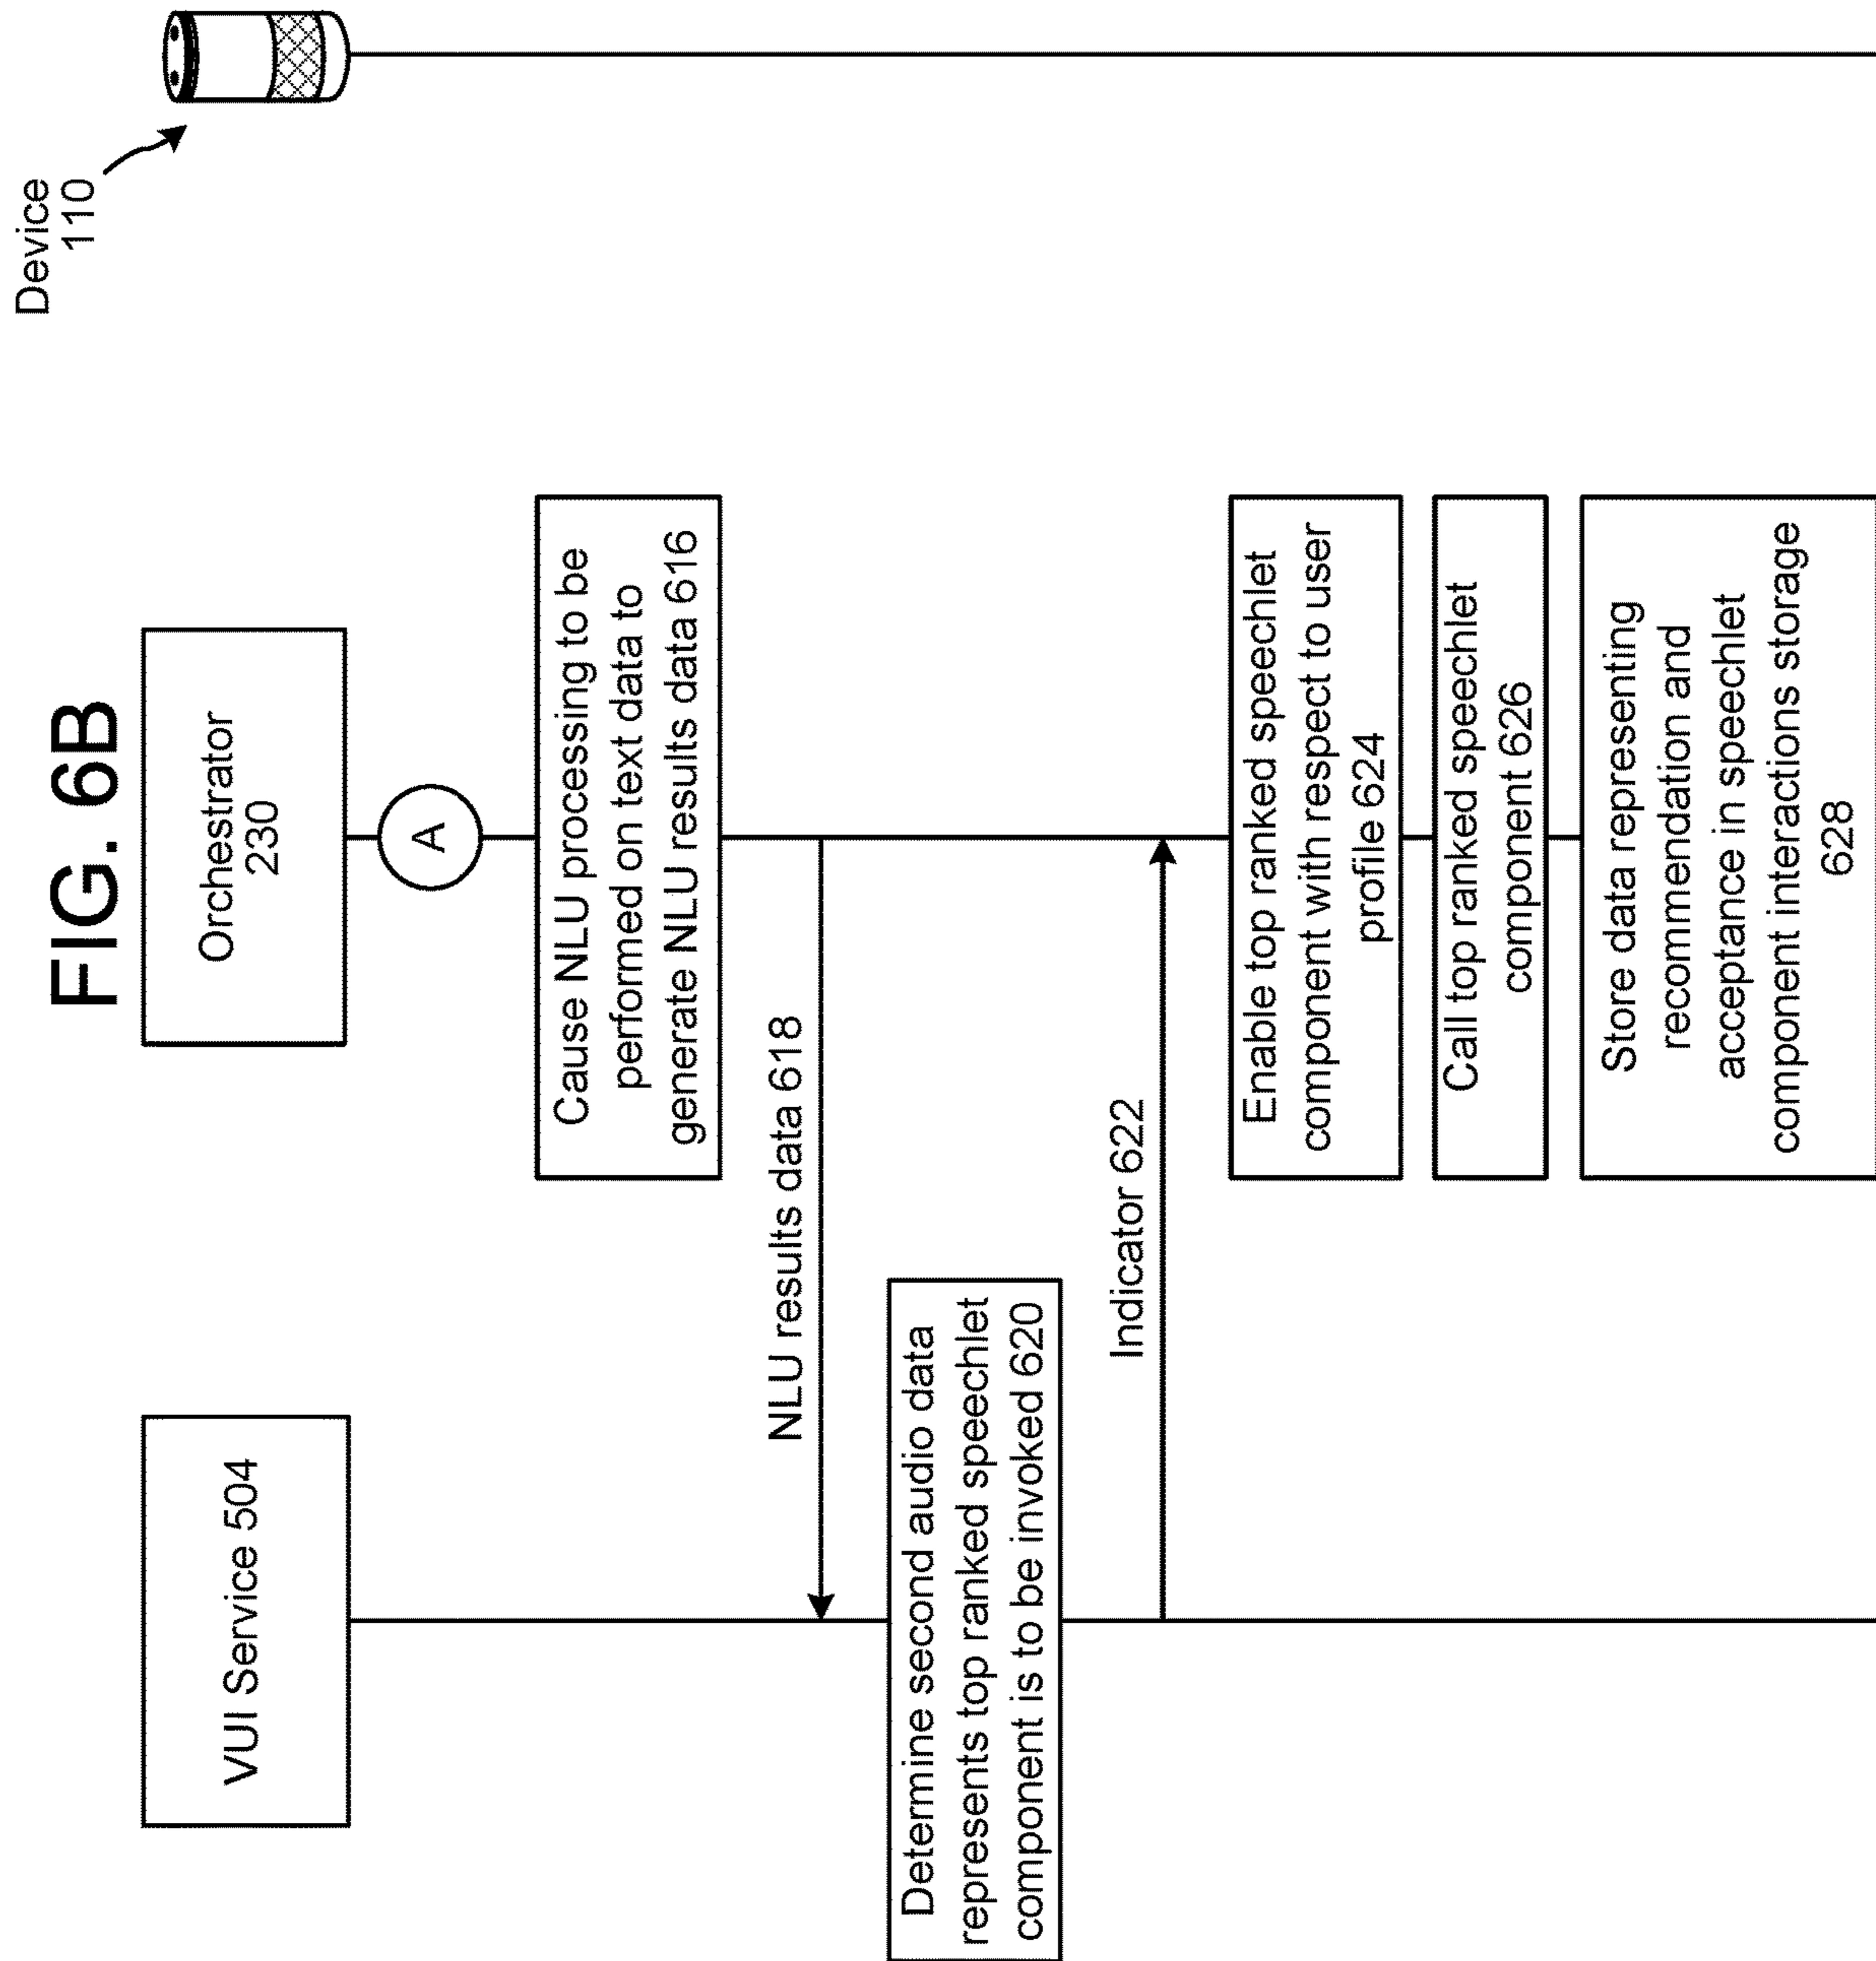 FIG. 6B
VUI Service 504
Orchestrator
230
Device
110
A
Cause NLU processing to be
performed on text data to
generate NLU results data 616
NLU results data 618
Determine second audio data
represents top ranked speechlet
component is to be invoked 620
Indicator 622
Enable top ranked speechlet
component with respect to user
profile 624
Call top ranked speechlet
component 626
Store data representing
recommendation and
acceptance in speechlet
component interactions storage
628